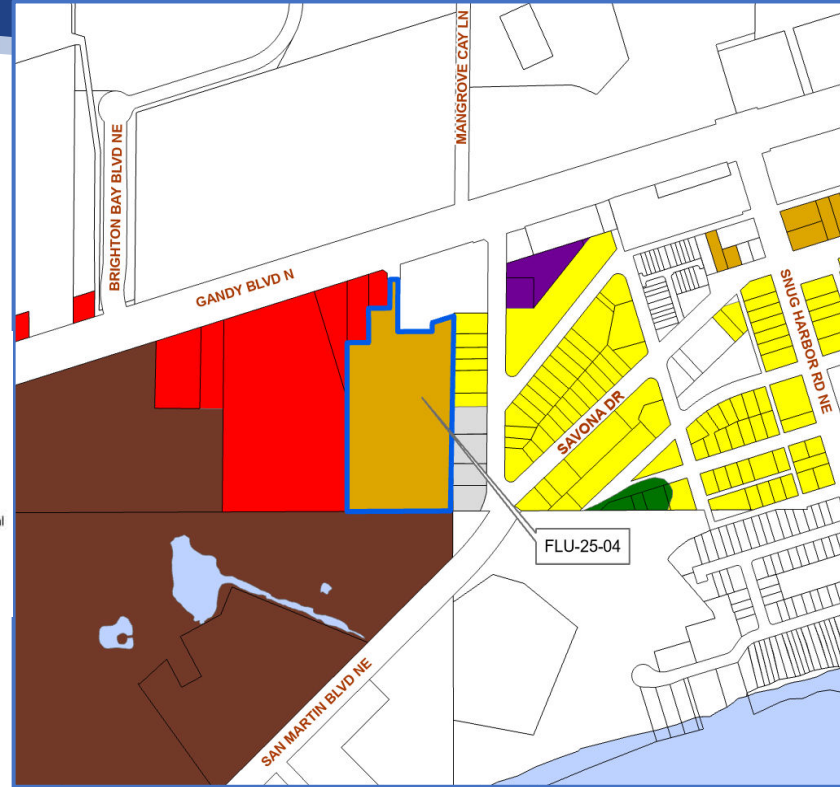 MANGROVE CAY LN
BRIGHTON BAY BLVD NE
GANDY BLVD N
SNUG HARBOR RD NE
SAVONA DR
FLU-25-04
SAN MARTIN BLVD NE